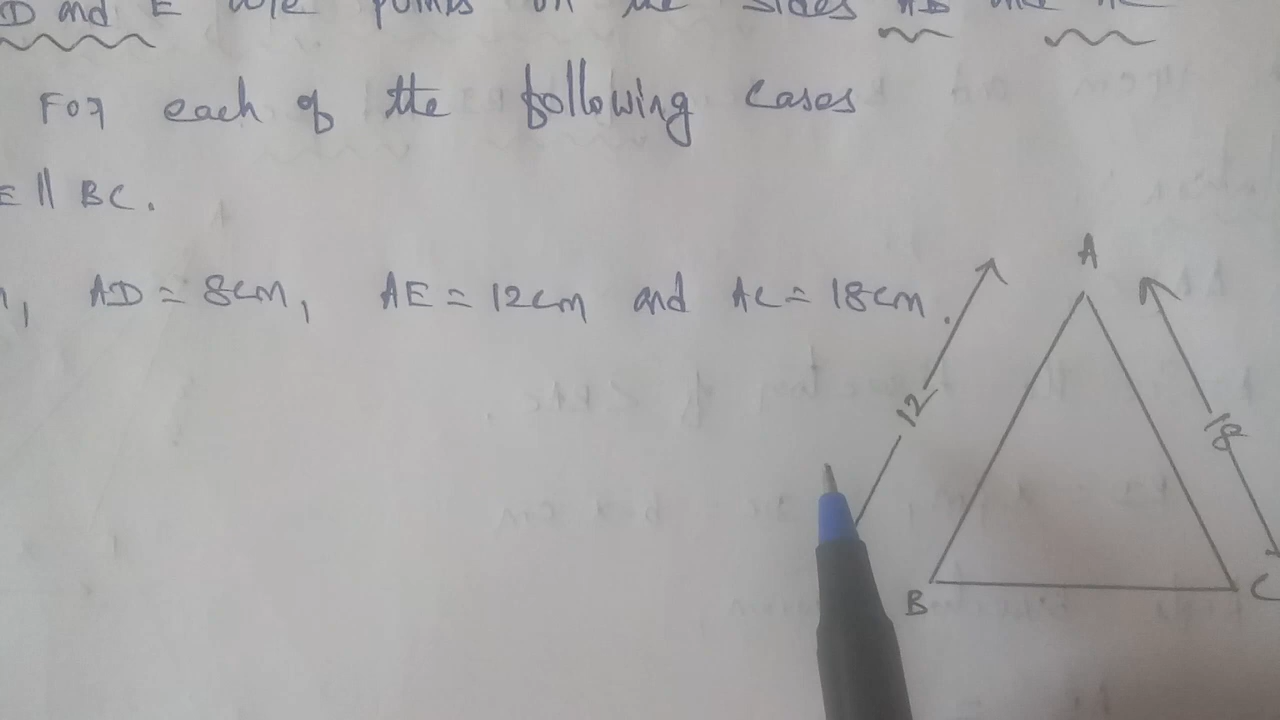 D and E are points on the sides AB and AC
For each of the following cases
E || BC.
AD = 8cm, AE = 12cm and AC = 18cm.
A
12
18
B
C